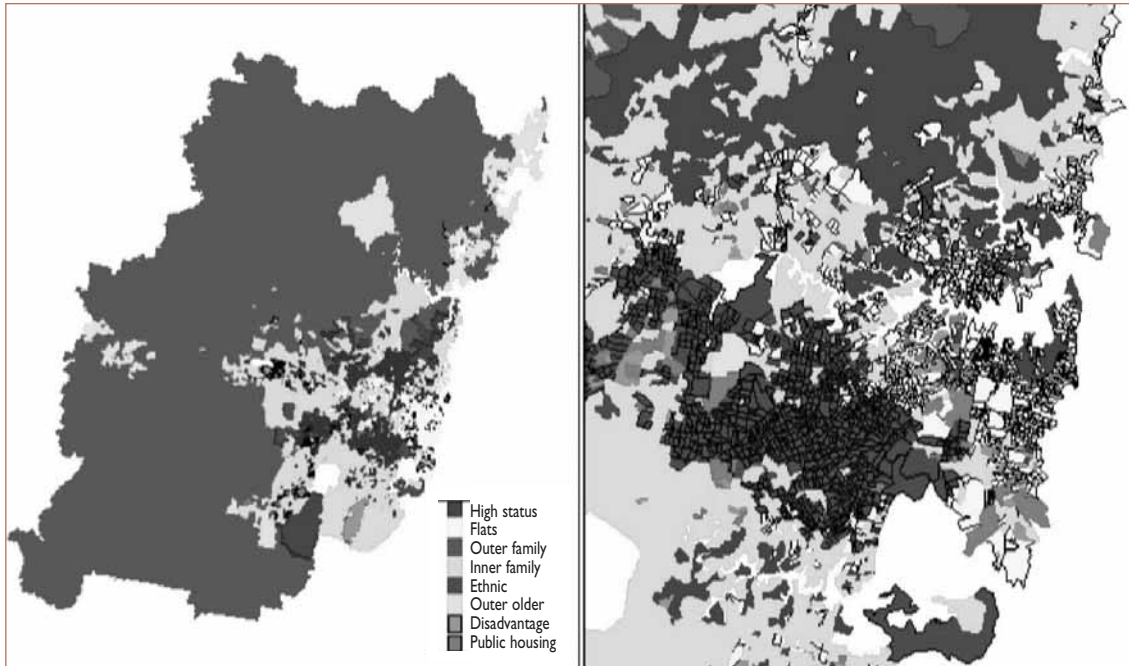 High status
Flats
Outer family
Inner family
Ethnic
Outer older
Disadvantage
Public housing